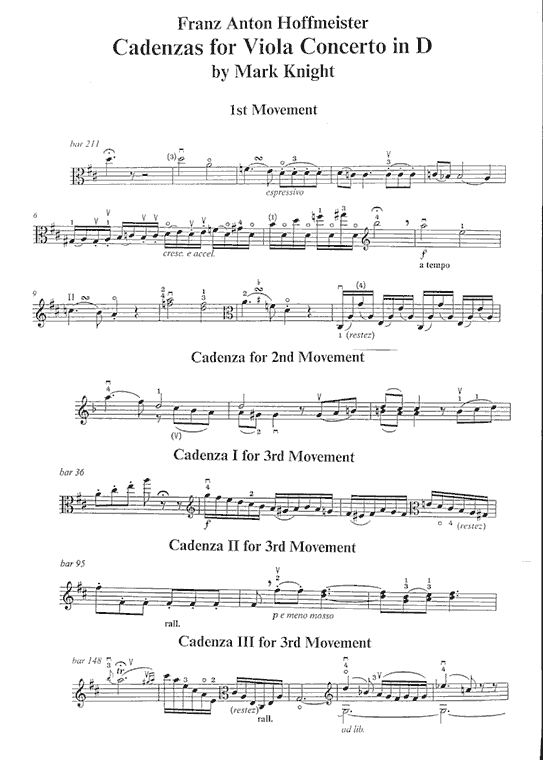 Franz Anton Hoffmeister
Cadenzas for Viola Concerto in D
by Mark Knight
1st Movement
bar 211
espressivo
6
cresc. e accel.
f
a tempo
9
II
(restez)
Cadenza for 2nd Movement
(V)
Cadenza I for 3rd Movement
bar 36
f
(restez)
Cadenza II for 3rd Movement
bar 95
rall.
p e meno mosso
Cadenza III for 3rd Movement
bar 148
tr.
(restez)
rall.
ad lib.